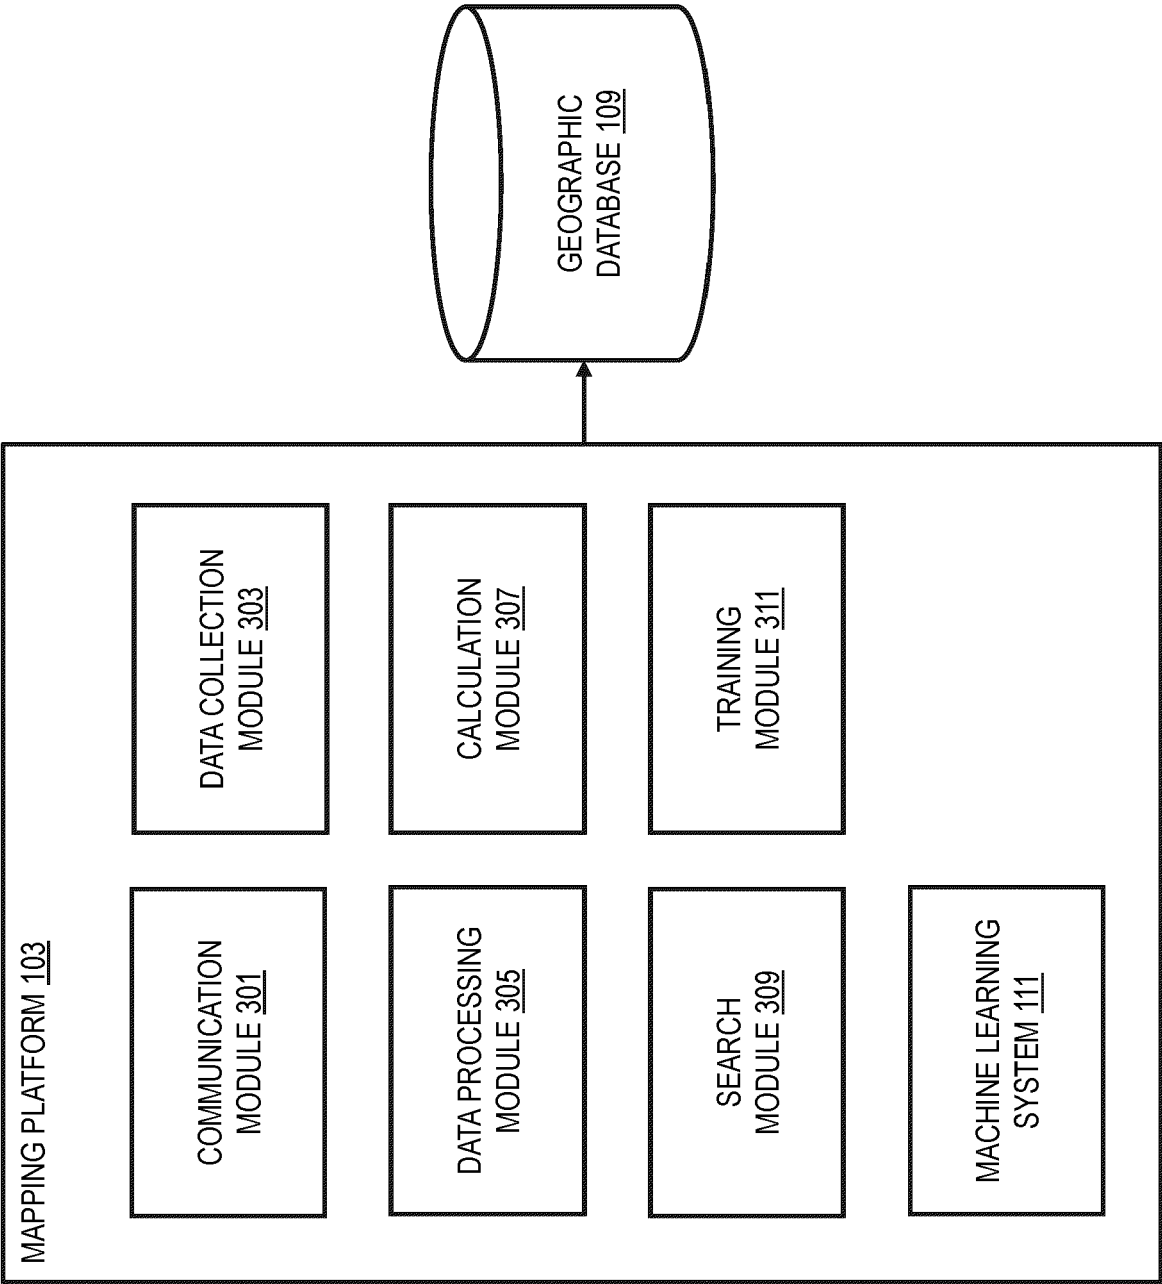 MAPPING PLATFORM 103
COMMUNICATION
MODULE 301
DATA COLLECTION
MODULE 303
DATA PROCESSING
MODULE 305
CALCULATION
MODULE 307
SEARCH
MODULE 309
TRAINING
MODULE 311
MACHINE LEARNING
SYSTEM 111
GEOGRAPHIC
DATABASE 109